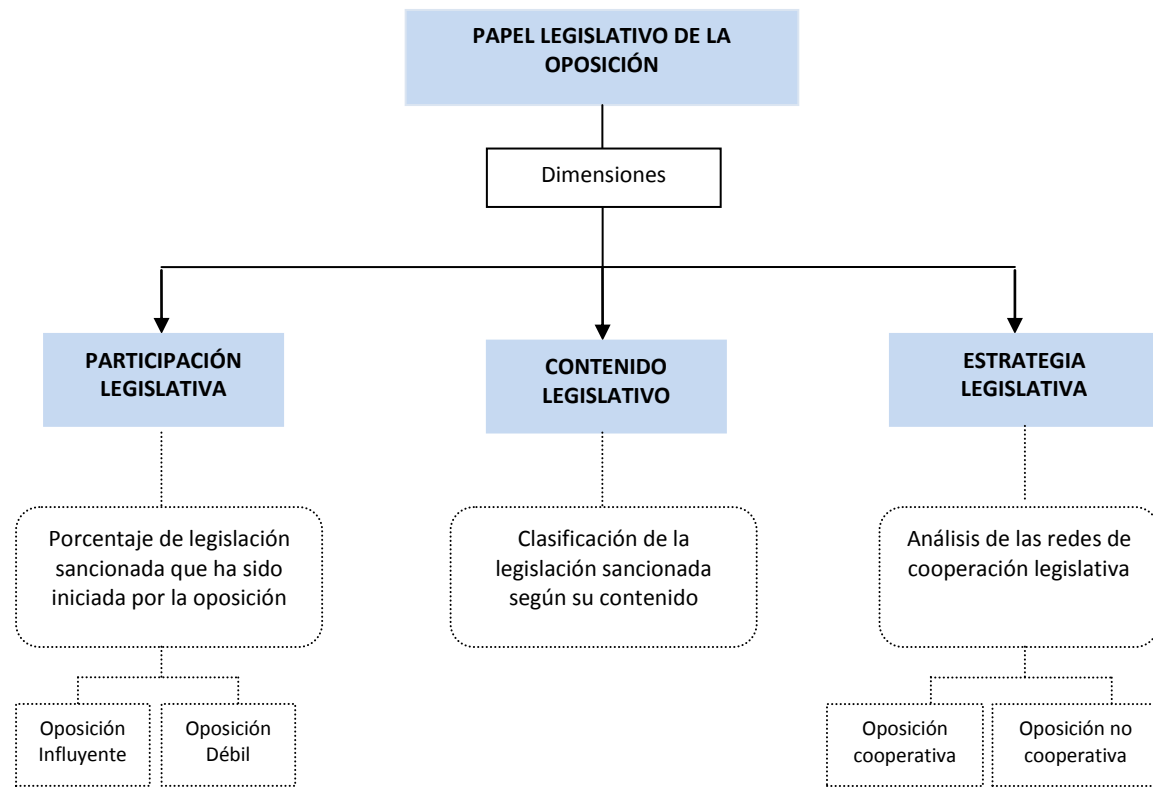 PAPEL LEGISLATIVO DE LA
OPOSICIÓN
Dimensiones
PARTICIPACIÓN
LEGISLATIVA
CONTENIDO
LEGISLATIVO
ESTRATEGIA
LEGISLATIVA
Porcentaje de legislación
sancionada que ha sido
iniciada por la oposición
Clasificación de la
legislación sancionada
según su contenido
Análisis de las redes de
cooperación legislativa
Oposición
Influyente
Oposición
Débil
Oposición
cooperativa
Oposición no
cooperativa